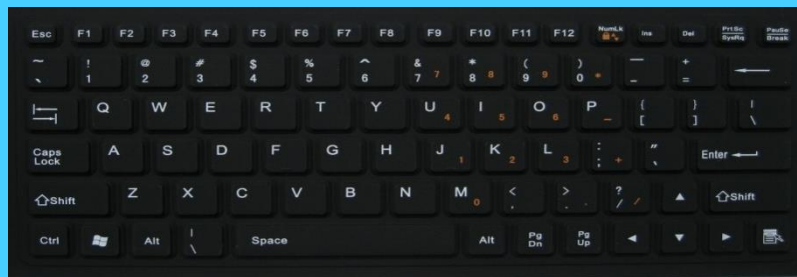 Esc F1 F2 F3 F4 F5 F6 F7 F8 F9 F10 F11 F12 NumLk Ins Del PrtSc SysRq Pause Break
~ ` ! 1 @ 2 # 3 $ 4 % 5 ^ 6 & 7 7 * 8 8 ( 9 9 ) 0 * — - + =
Q W E R T Y U 4 I 5 O 6 P - { [ } ] | \
Caps Lock A S D F G H J 1 K 2 L 3 : ; + " ' Enter
Shift Z X C V B N M 0 < , > . . ? / / Shift
Ctrl Alt | \ Space Alt Pg Dn Pg Up